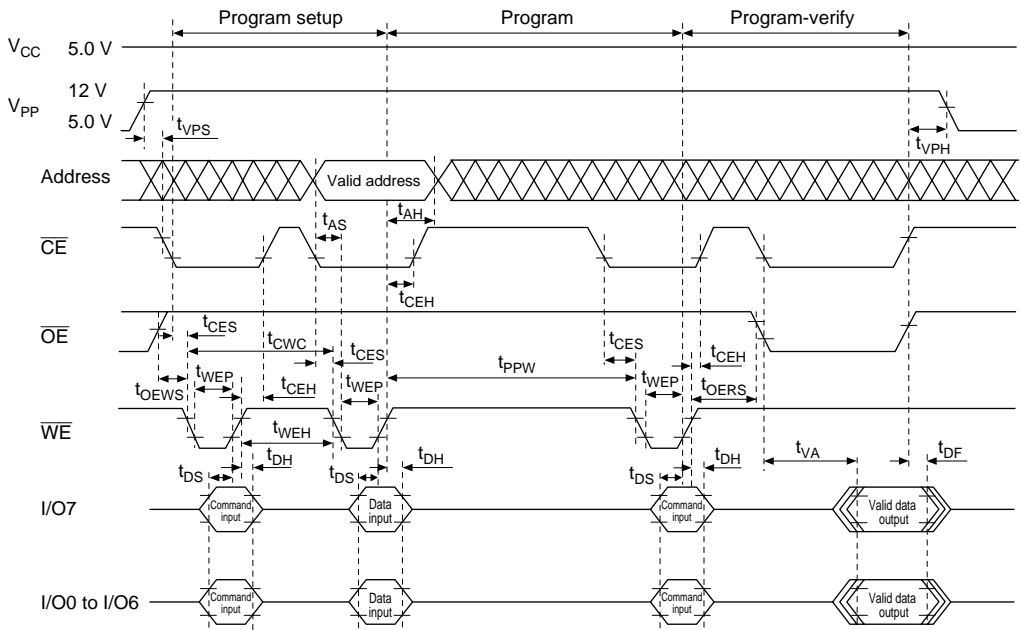 Program setup Program Program-verify
VCC 5.0 V
VPP 12 V
5.0 V
tVPS
tVPH
Address Valid address
tAS tAH
CE
tCEH
OE
tCES tCWC tCES tCES tCEH
tOEWS tWEP tCEH tWEP tPPW tWEP tOERS
WE
tWEH tVA tDF
tDS tDH tDS tDH tDS tDH
I/O7 Command input Data input Command input Valid data output
I/O0 to I/O6 Command input Data input Command input Valid data output